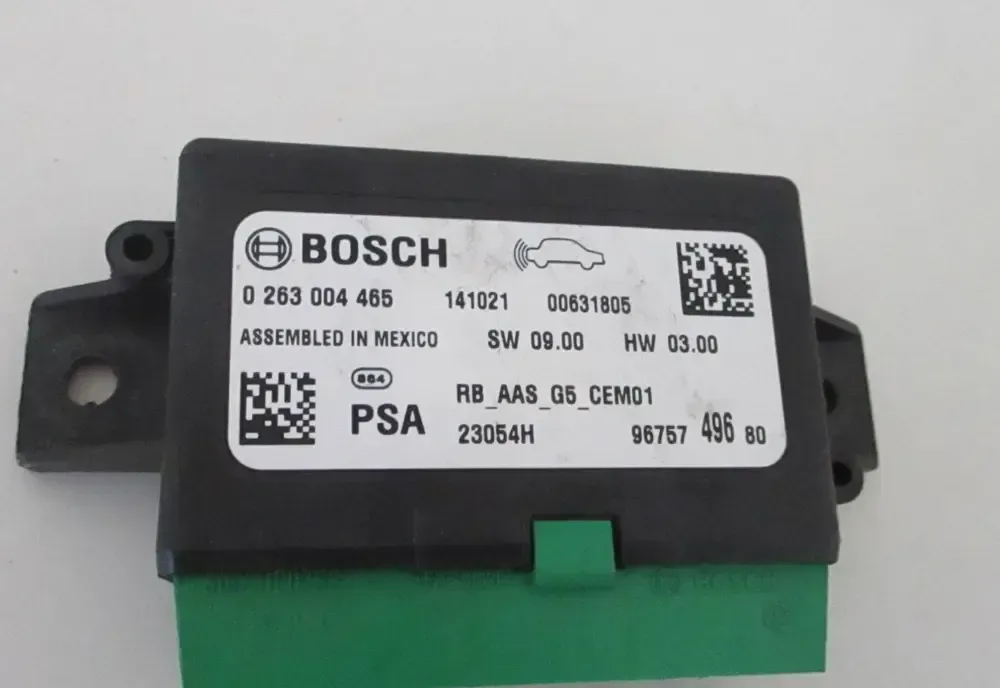 BOSCH
0 263 004 465 141021 00631805
ASSEMBLED IN MEXICO SW 09.00 HW 03.00
864
PSA
RB_AAS_G5_CEM01
23054H 96757 496 80